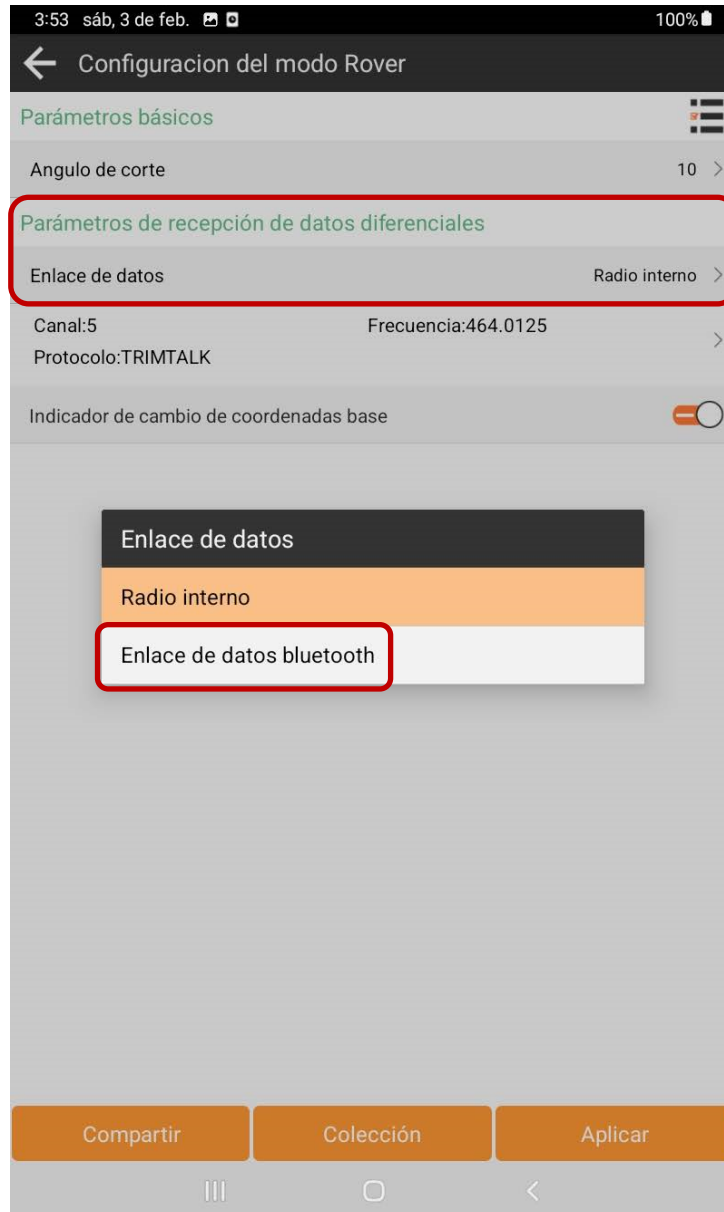 3:53 sáb, 3 de feb. 100%
Configuracion del modo Rover
Parámetros básicos
Angulo de corte 10
Parámetros de recepción de datos diferenciales
Enlace de datos Radio interno
Canal:5 Frecuencia:464.0125
Protocolo:TRIMTALK
Indicador de cambio de coordenadas base
Enlace de datos
Radio interno
Enlace de datos bluetooth
Compartir Colección Aplicar